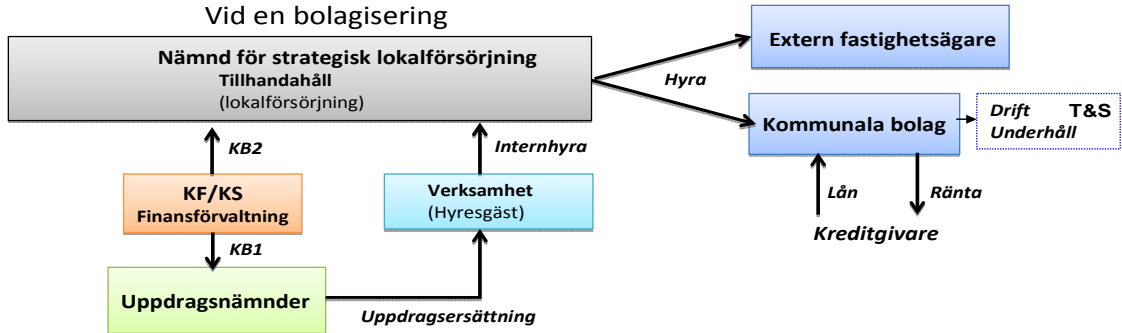 Vid en bolagisering
Nämnd för strategisk lokalförsörjning
Tillhandahåll
(lokalförsörjning)
Extern fastighetsägare
Hyra
Kommunala bolag
Drift T&S
Underhåll
KB2
Internhyra
KF/KS
Finansförvaltning
Verksamhet
(Hyresgäst)
Lån
Ränta
Kreditgivare
KB1
Uppdragsnämnder
Uppdragsersättning